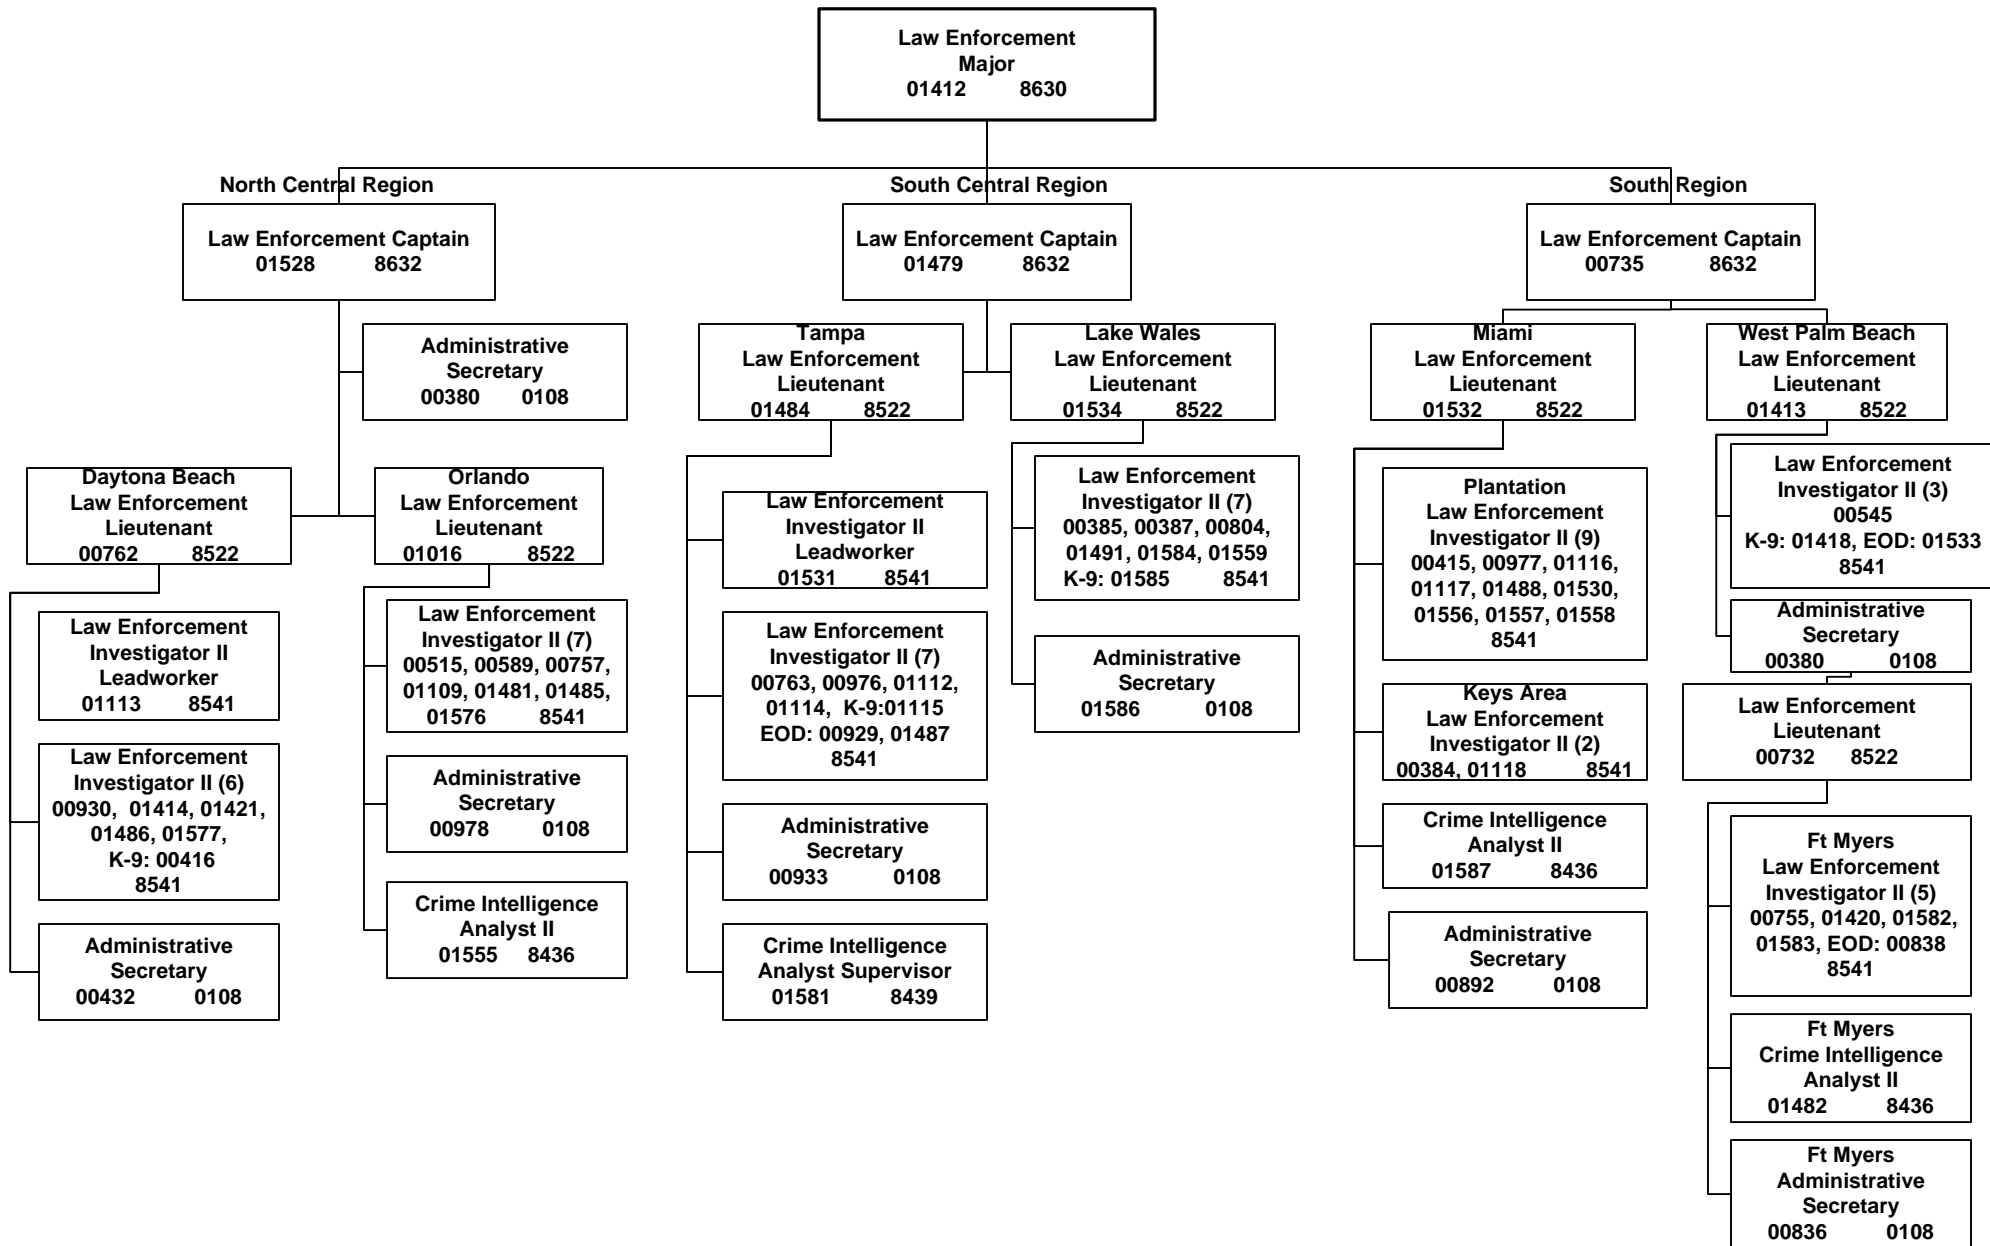 Law Enforcement
Major
01412 8630
North Central Region
Law Enforcement Captain
01528 8632
Administrative
Secretary
00380 0108
Daytona Beach
Law Enforcement
Lieutenant
00762 8522
Law Enforcement
Investigator II
Leadworker
01113 8541
Law Enforcement
Investigator II (6)
00930, 01414, 01421,
01486, 01577,
K-9: 00416
8541
Administrative
Secretary
00432 0108
Orlando
Law Enforcement
Lieutenant
01016 8522
Law Enforcement
Investigator II (7)
00515, 00589, 00757,
01109, 01481, 01485,
01576 8541
Administrative
Secretary
00978 0108
Crime Intelligence
Analyst II
01555 8436
South Central Region
Law Enforcement Captain
01479 8632
Tampa
Law Enforcement
Lieutenant
01484 8522
Law Enforcement
Investigator II
Leadworker
01531 8541
Law Enforcement
Investigator II (7)
00763, 00976, 01112,
01114, K-9:01115
EOD: 00929, 01487
8541
Administrative
Secretary
00933 0108
Crime Intelligence
Analyst Supervisor
01581 8439
Lake Wales
Law Enforcement
Lieutenant
01534 8522
Law Enforcement
Investigator II (7)
00385, 00387, 00804,
01491, 01584, 01559
K-9: 01585 8541
Administrative
Secretary
01586 0108
South Region
Law Enforcement Captain
00735 8632
Miami
Law Enforcement
Lieutenant
01532 8522
Plantation
Law Enforcement
Investigator II (9)
00415, 00977, 01116,
01117, 01488, 01530,
01556, 01557, 01558
8541
Keys Area
Law Enforcement
Investigator II (2)
00384, 01118 8541
Crime Intelligence
Analyst II
01587 8436
Administrative
Secretary
00892 0108
West Palm Beach
Law Enforcement
Lieutenant
01413 8522
Law Enforcement
Investigator II (3)
00545
K-9: 01418, EOD: 01533
8541
Administrative
Secretary
00380 0108
Law Enforcement
Lieutenant
00732 8522
Ft Myers
Law Enforcement
Investigator II (5)
00755, 01420, 01582,
01583, EOD: 00838
8541
Ft Myers
Crime Intelligence
Analyst II
01482 8436
Ft Myers
Administrative
Secretary
00836 0108